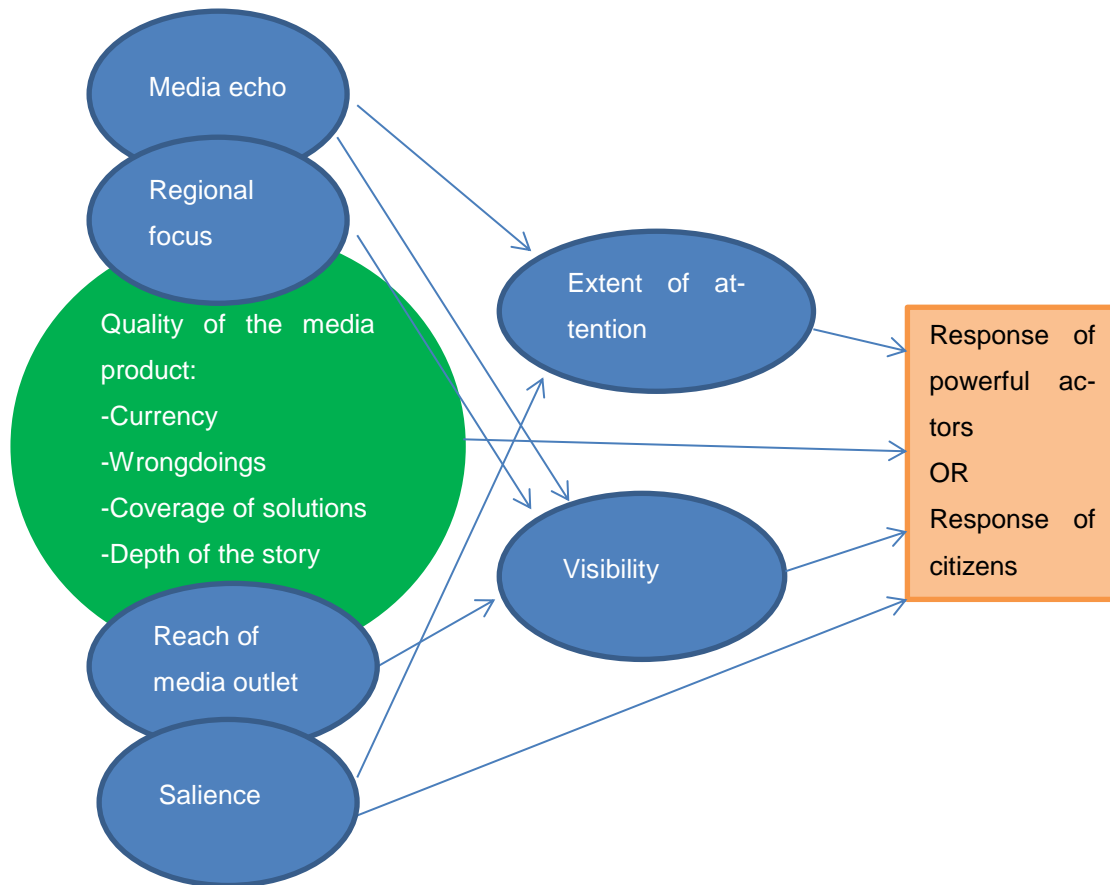 Media echo
Regional
focus
Quality of the media
product:
-Currency
-Wrongdoings
-Coverage of solutions
-Depth of the story
Reach of
media outlet
Salience
Extent of at-
tention
Visibility
Response of
powerful ac-
tors
OR
Response of
citizens